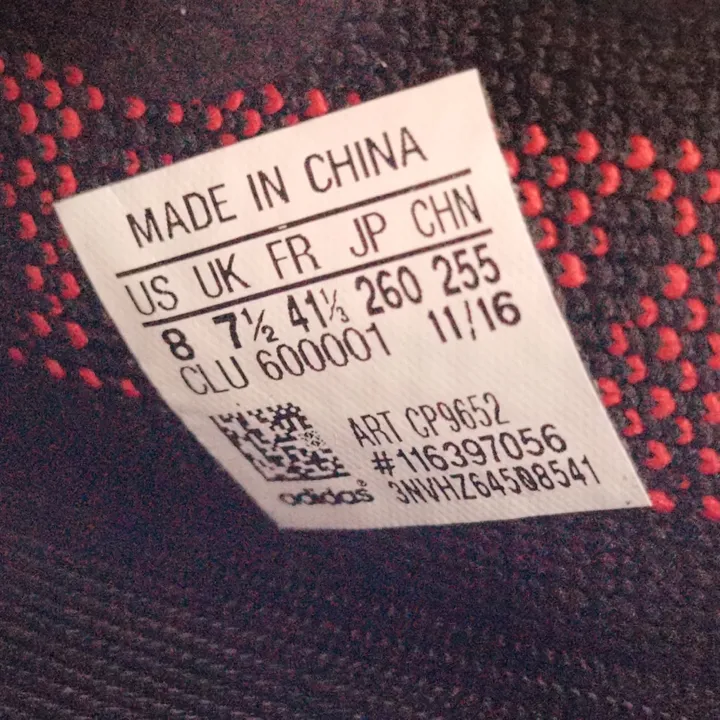 MADE IN CHINA
US UK FR JP CHN
8 7½ 41⅓ 260 255
CLU 600001 11/16
ART CP9652
#116397056
adidas® 3NVHZ64508541